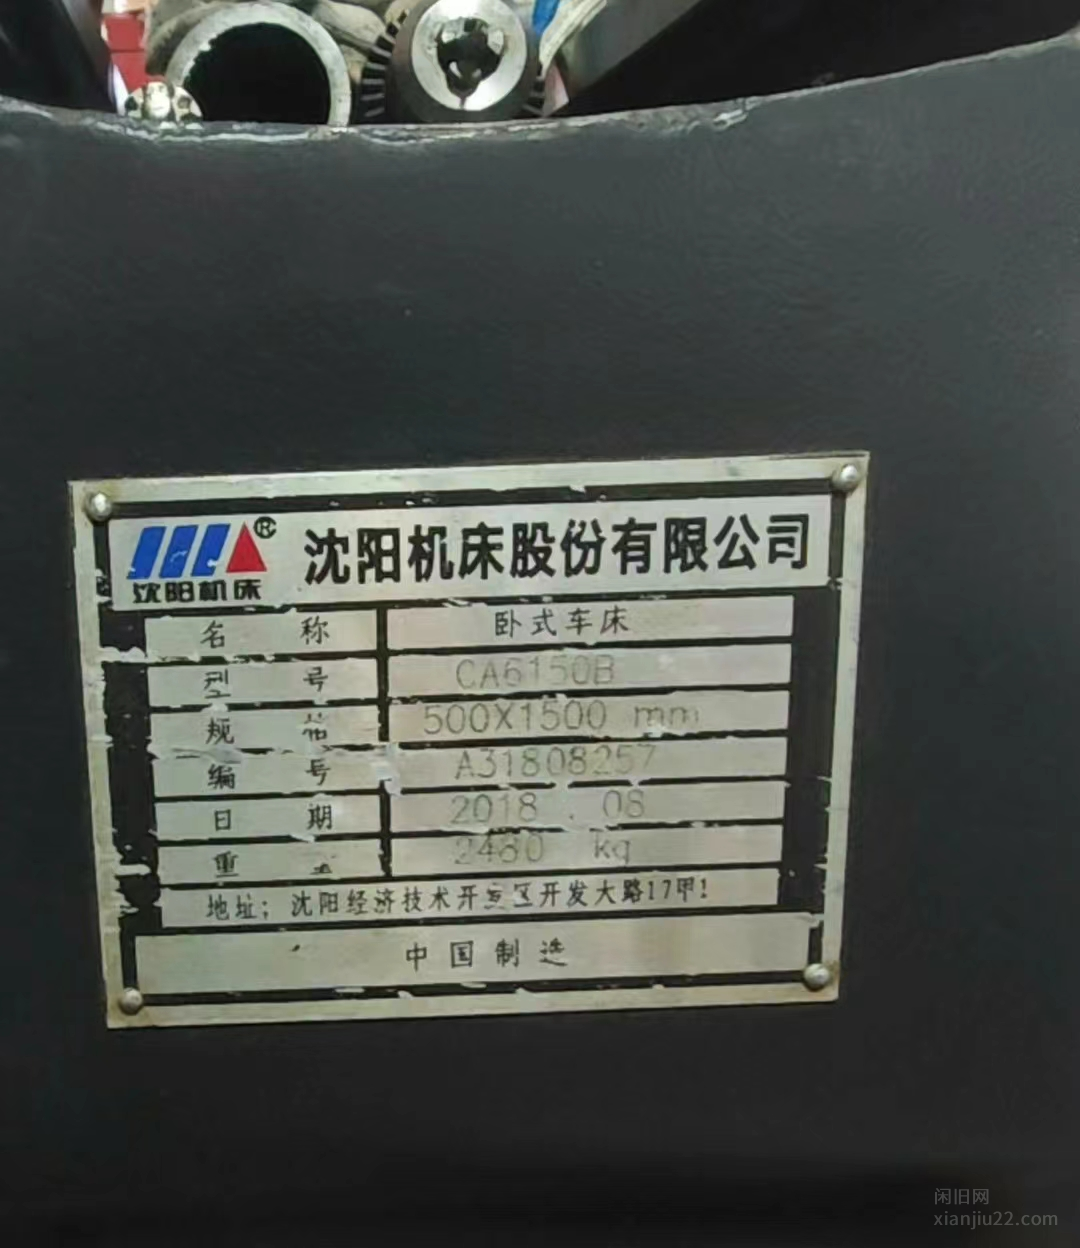 沈阳机床® 沈阳机床股份有限公司
名 称 卧式车床
型 号 CA6150B
规 格 500X1500 mm
编 号 A31808257
日 期 2018 . 08
重 kg
地址: 沈阳经济技术开发区开发大路17甲1
中国制造
闲旧网
xianjiu22.com